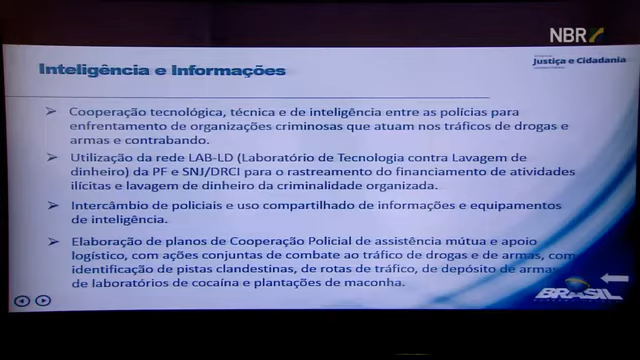 NBR
Justiça e Cidadania
Inteligência e Informações
➢ Cooperação tecnológica, técnica e de inteligência entre as polícias para
enfrentamento de organizações criminosas que atuam nos tráficos de drogas e
armas e contrabando.
➢ Utilização da rede LAB-LD (Laboratório de Tecnologia contra Lavagem de
dinheiro) da PF e SNJ/DRCI para o rastreamento do financiamento de atividades
ilícitas e lavagem de dinheiro da criminalidade organizada.
➢ Intercâmbio de policiais e uso compartilhado de informações e equipamentos
de inteligência.
➢ Elaboração de planos de Cooperação Policial de assistência mútua e apoio
logístico, com ações conjuntas de combate ao tráfico de drogas e de armas, com
identificação de pistas clandestinas, de rotas de tráfico, de depósito de armas
de laboratórios de cocaína e plantações de maconha.
BRASIL